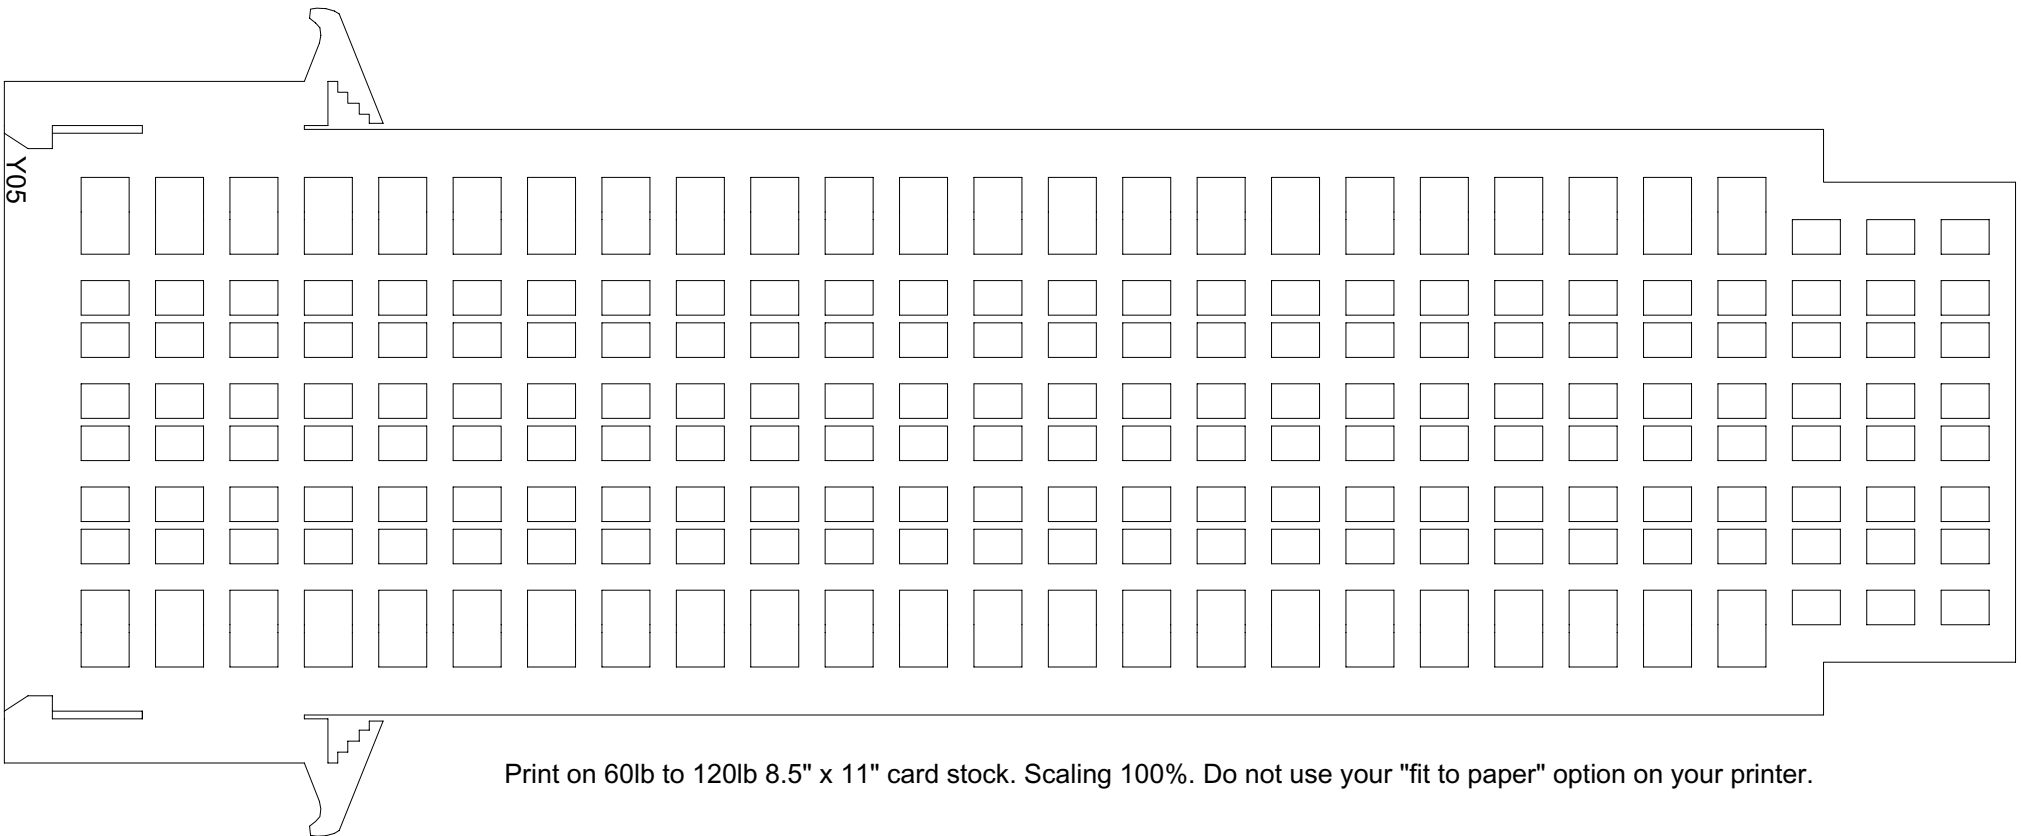 Y05
Print on 60lb to 120lb 8.5" x 11" card stock. Scaling 100%. Do not use your "fit to paper" option on your printer.